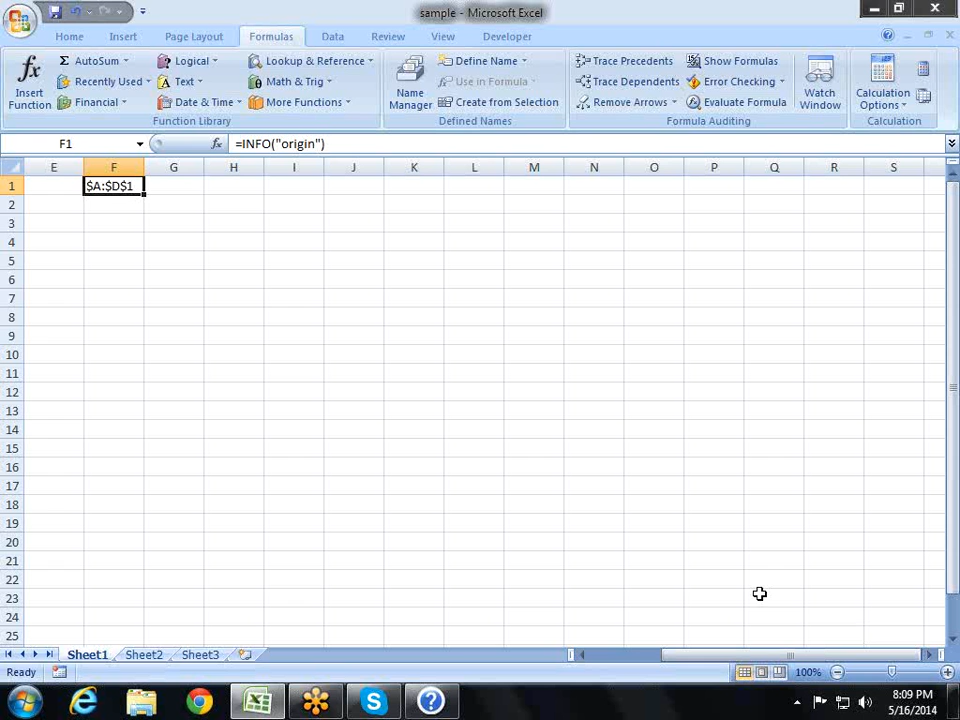 sample - Microsoft Excel
Home Insert Page Layout Formulas Data Review View Developer
fx Insert Function
Σ AutoSum
Recently Used
Financial
Logical
Text
Date & Time
Lookup & Reference
Math & Trig
More Functions
Function Library
Name Manager
Define Name
Use in Formula
Create from Selection
Defined Names
Trace Precedents
Trace Dependents
Remove Arrows
Show Formulas
Error Checking
Evaluate Formula
Formula Auditing
Watch Window
Calculation Options
Calculation
F1 fx =INFO("origin")
E F G H I J K L M N O P Q R S
1 $A:$D$1
2
3
4
5
6
7
8
9
10
11
12
13
14
15
16
17
18
19
20
21
22
23
24
25
Sheet1 Sheet2 Sheet3
Ready 100%
8:09 PM
5/16/2014